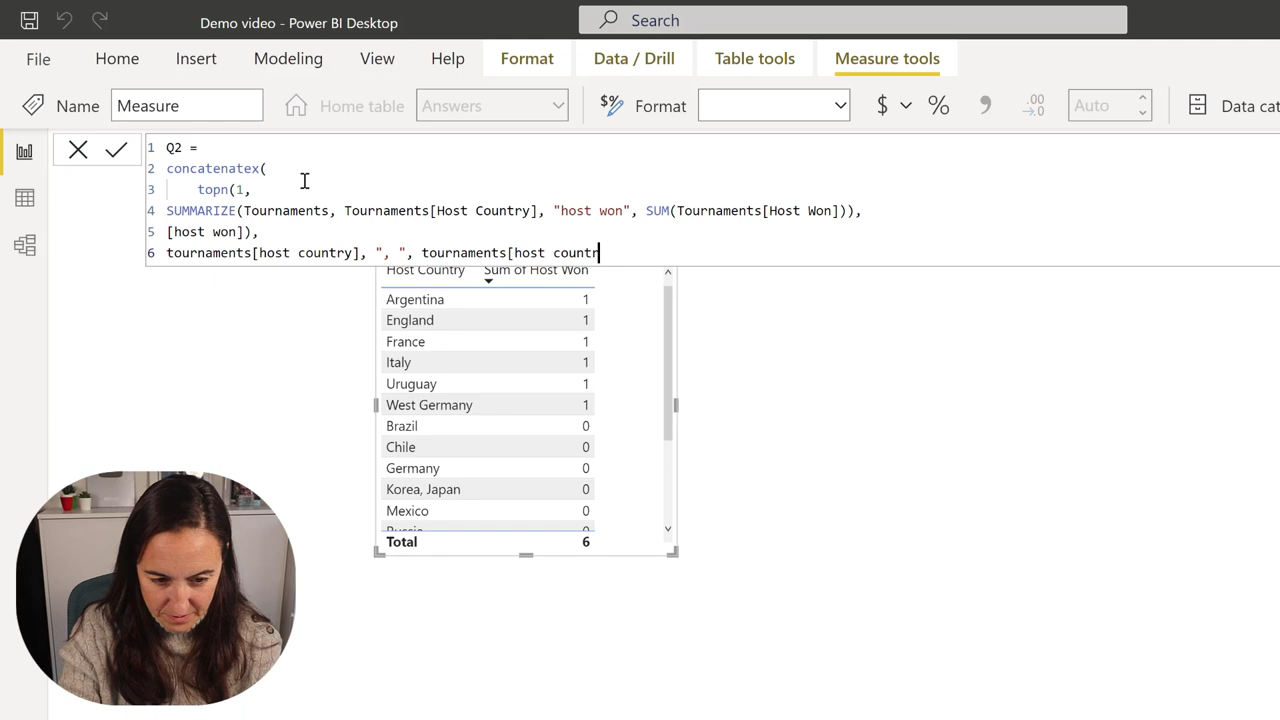 Demo video - Power BI Desktop
Search
File Home Insert Modeling View Help Format Data / Drill Table tools Measure tools
Name Measure Home table Answers Format $ % .00 →.0 Auto Data cat
1 Q2 =
2 concatenatex(
3 topn(1,
4 SUMMARIZE(Tournaments, Tournaments[Host Country], "host won", SUM(Tournaments[Host Won])),
5 [host won]),
6 tournaments[host country], ", ", tournaments[host countr
Host Country Sum of Host Won
Argentina 1
England 1
France 1
Italy 1
Uruguay 1
West Germany 1
Brazil 0
Chile 0
Germany 0
Korea, Japan 0
Mexico 0
Russia 0
Total 6